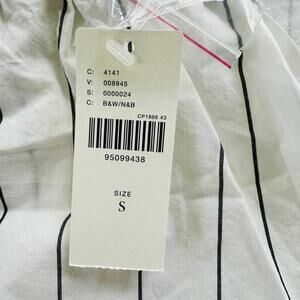 C: 4141
V: 008945
S: 0000024
C: B&W/N&B
CP1866 43
95099438
SIZE
S